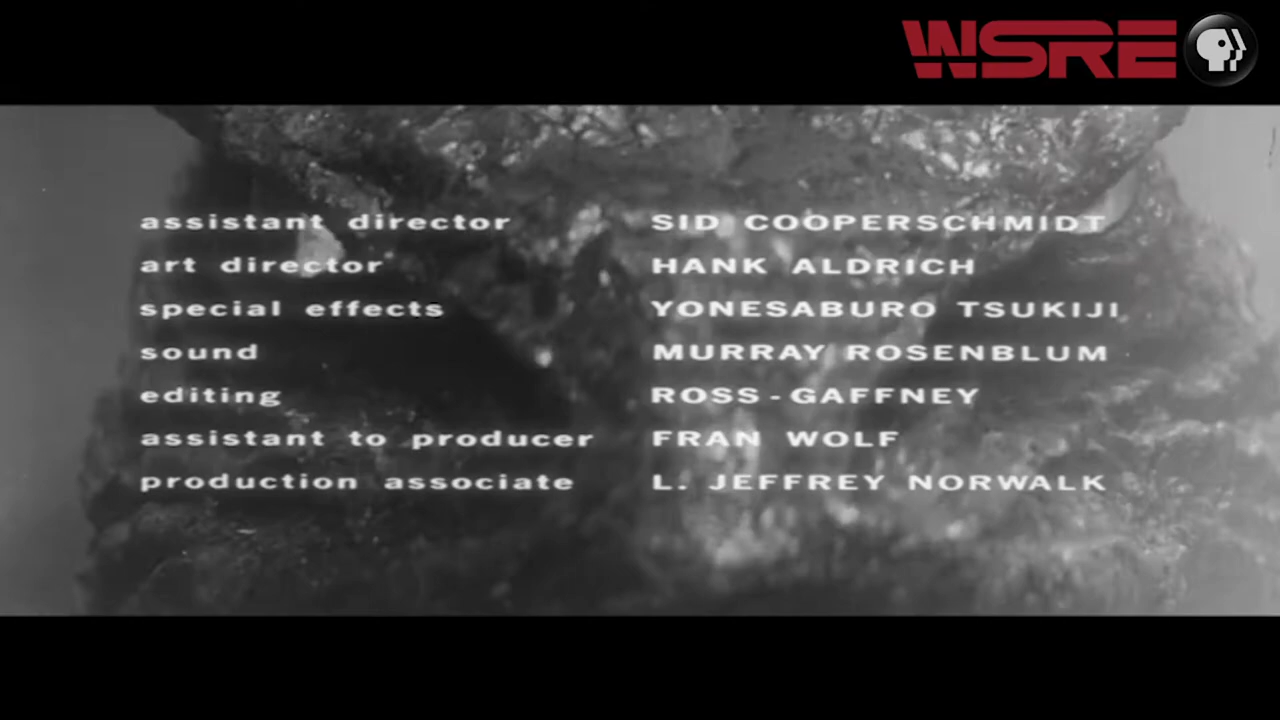 WSRE
assistant director SID COOPERSCHMIDT
art director HANK ALDRICH
special effects YONESABURO TSUKIJI
sound MURRAY ROSENBLUM
editing ROSS-GAFFNEY
assistant to producer FRAN WOLF
production associate L. JEFFREY NORWALK